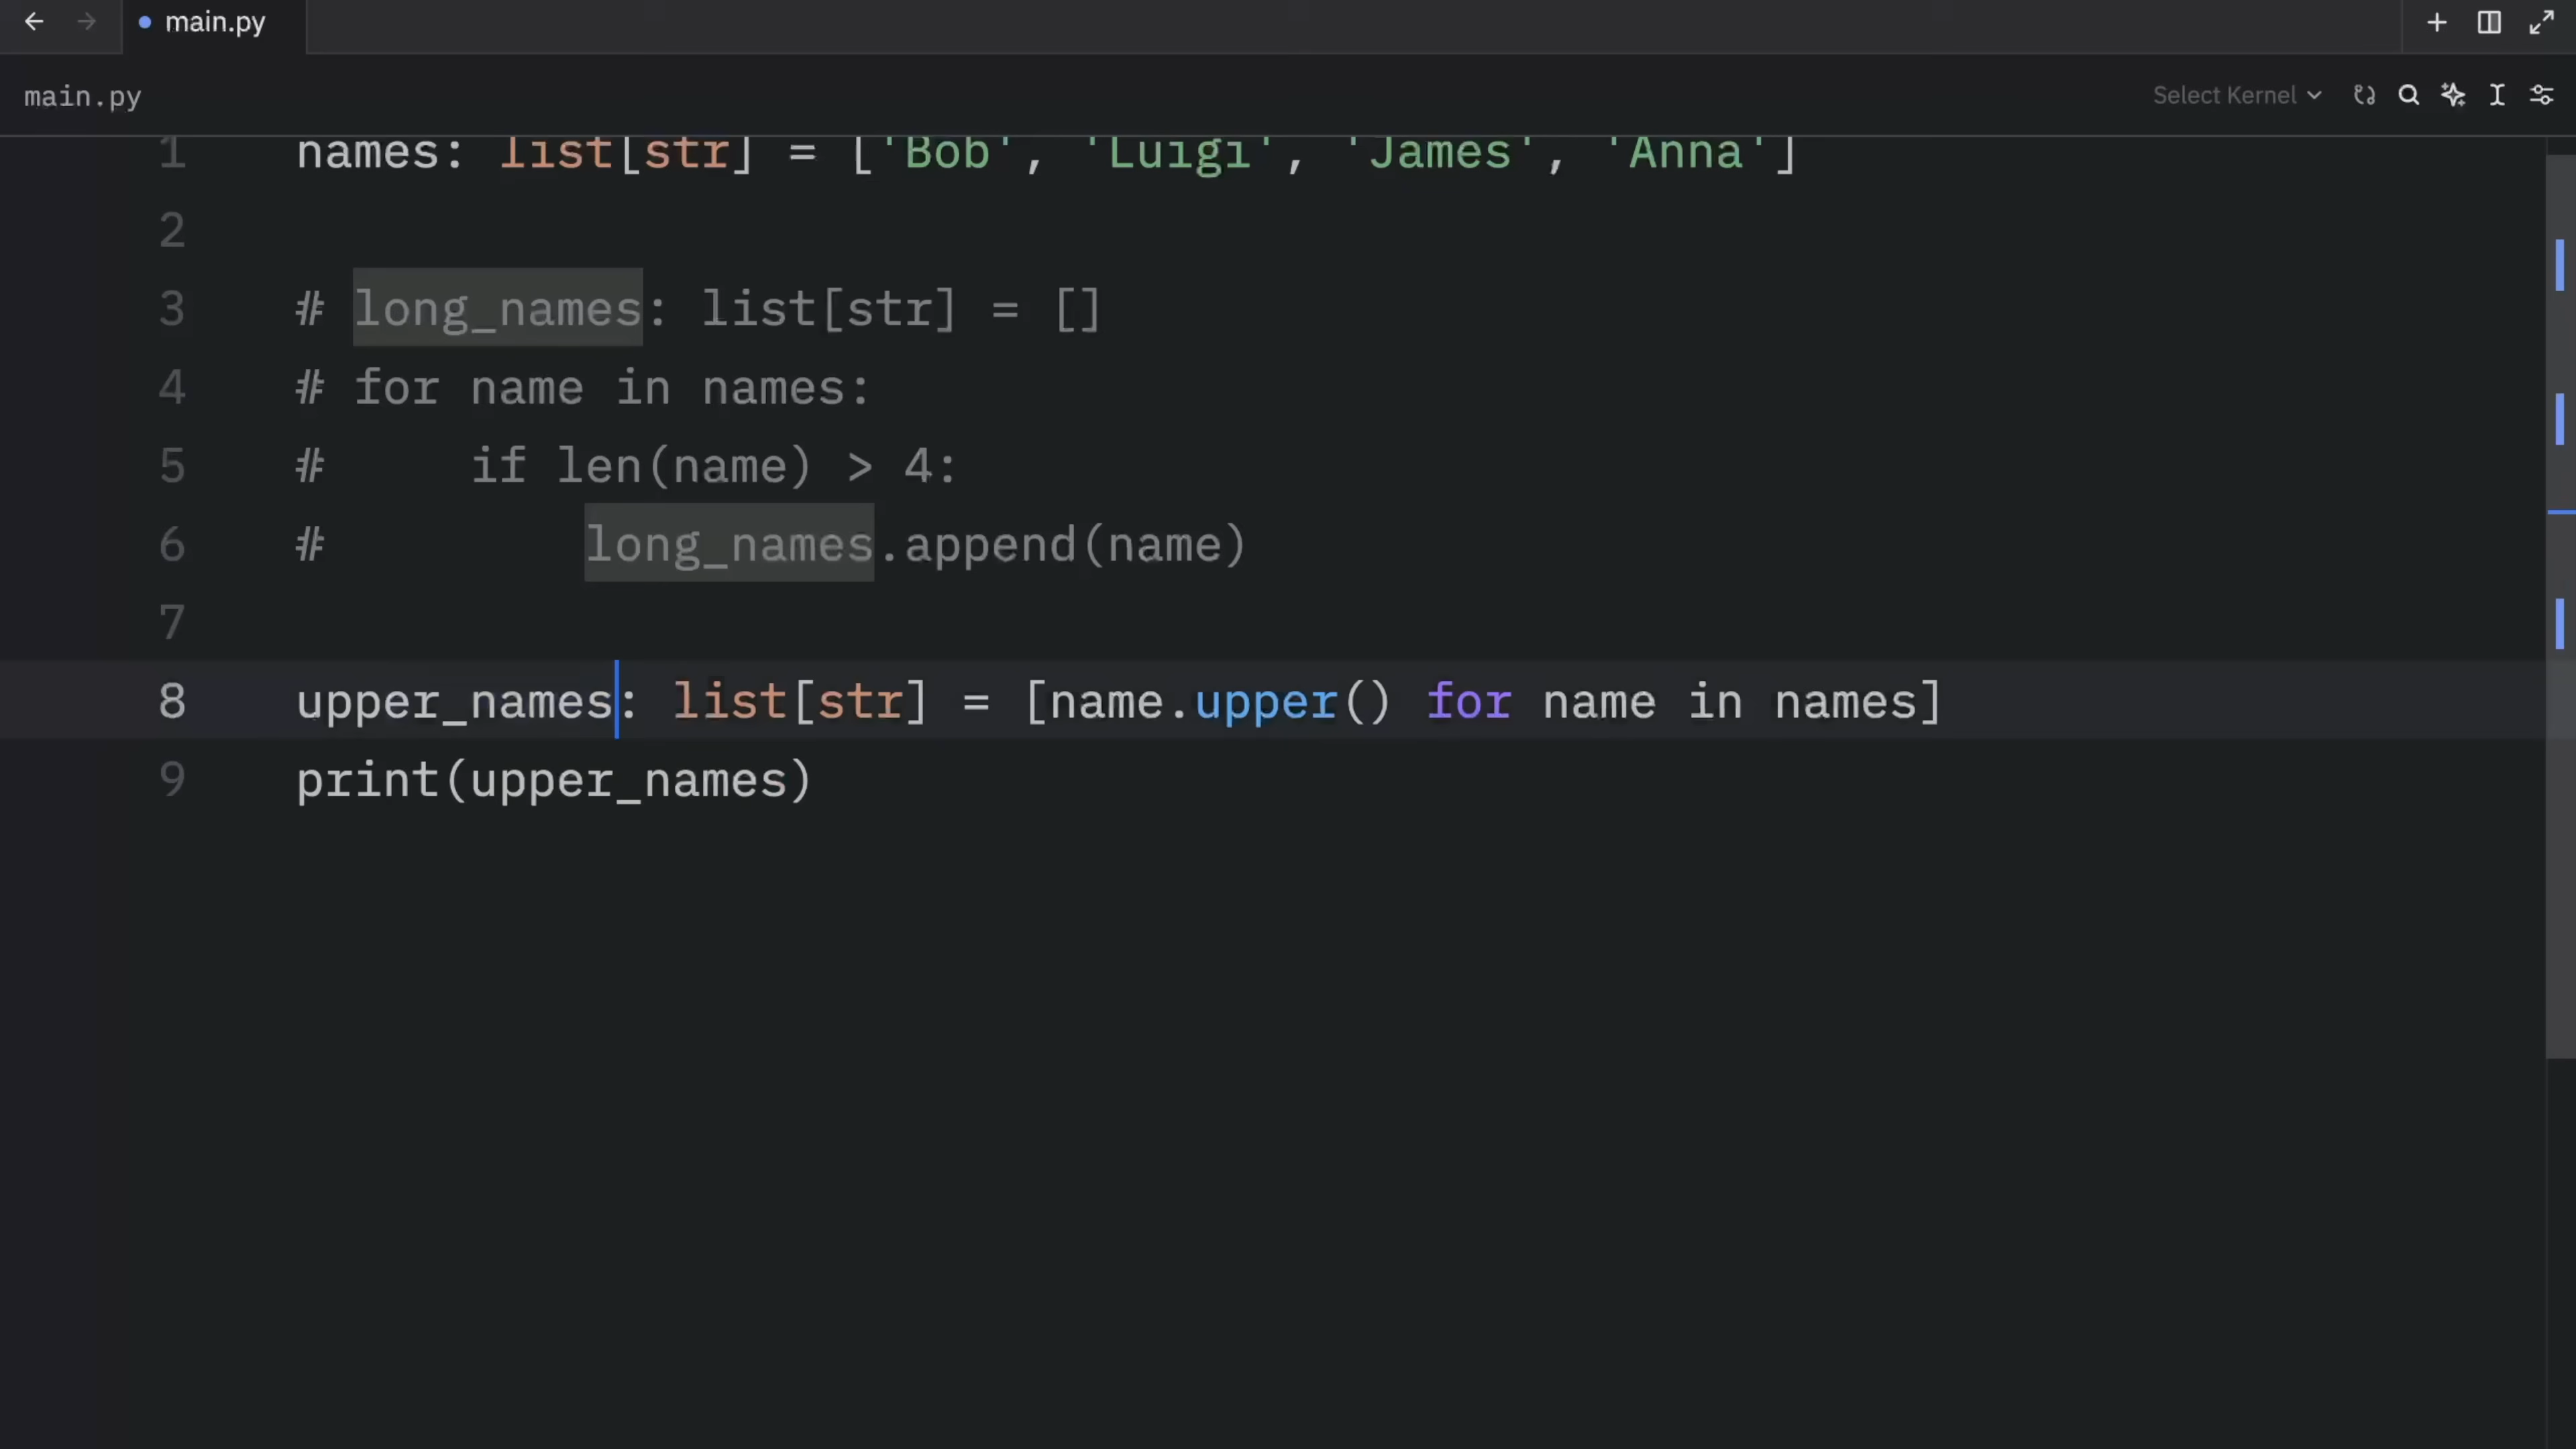 main.py
main.py
Select Kernel
1 names: list[str] = ['Bob', 'Luigi', 'James', 'Anna']
2
3 # long_names: list[str] = []
4 # for name in names:
5 #     if len(name) > 4:
6 #         long_names.append(name)
7
8 upper_names: list[str] = [name.upper() for name in names]
9 print(upper_names)